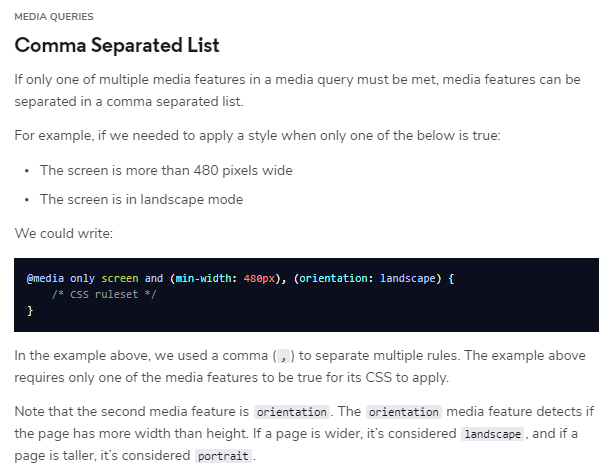 MEDIA QUERIES
Comma Separated List
If only one of multiple media features in a media query must be met, media features can be
separated in a comma separated list.
For example, if we needed to apply a style when only one of the below is true:
• The screen is more than 480 pixels wide
• The screen is in landscape mode
We could write:
@media only screen and (min-width: 480px), (orientation: landscape) {
    /* CSS ruleset */
}
In the example above, we used a comma ( , ) to separate multiple rules. The example above
requires only one of the media features to be true for its CSS to apply.
Note that the second media feature is orientation . The orientation media feature detects if
the page has more width than height. If a page is wider, it’s considered landscape , and if a
page is taller, it’s considered portrait .